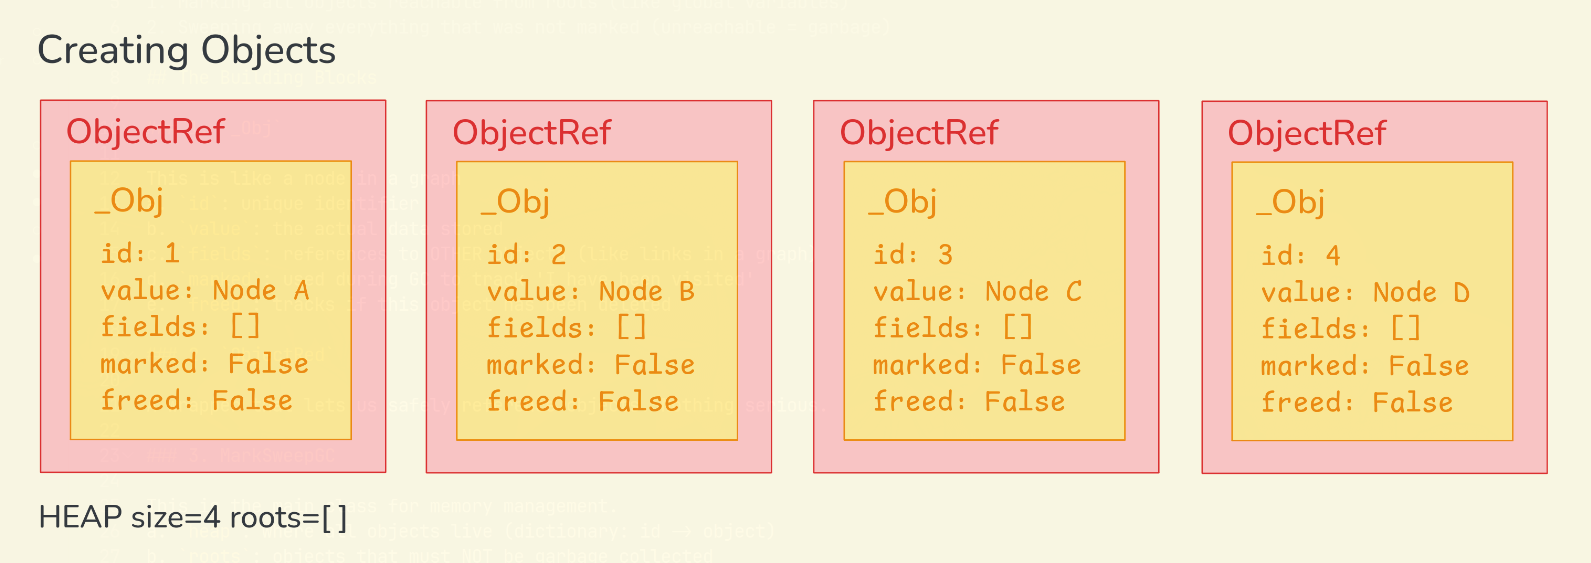 Creating Objects
ObjectRef
_Obj
id: 1
value: Node A
fields: []
marked: False
freed: False
ObjectRef
_Obj
id: 2
value: Node B
fields: []
marked: False
freed: False
ObjectRef
_Obj
id: 3
value: Node C
fields: []
marked: False
freed: False
ObjectRef
_Obj
id: 4
value: Node D
fields: []
marked: False
freed: False
HEAP size=4 roots=[]